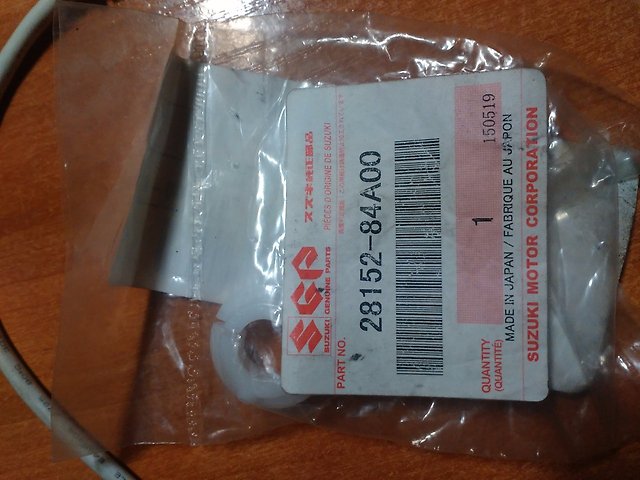 SGP
SUZUKI GENUINE PARTS
スズキ純正部品
PIÈCES D'ORIGINE DE SUZUKI
PART NO.
28152-84A00
QUANTITY
(QUANTITÉ)
1
150519
MADE IN JAPAN / FABRIQUE AU JAPON
SUZUKI MOTOR CORPORATION